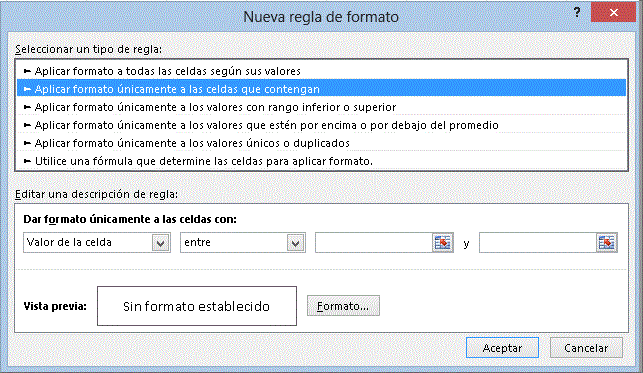 Nueva regla de formato
? x
Seleccionar un tipo de regla:
► Aplicar formato a todas las celdas según sus valores
► Aplicar formato únicamente a las celdas que contengan
► Aplicar formato únicamente a los valores con rango inferior o superior
► Aplicar formato únicamente a los valores que estén por encima o por debajo del promedio
► Aplicar formato únicamente a los valores únicos o duplicados
► Utilice una fórmula que determine las celdas para aplicar formato.
Editar una descripción de regla:
Dar formato únicamente a las celdas con:
Valor de la celda entre y
Vista previa: Sin formato establecido Formato...
Aceptar Cancelar